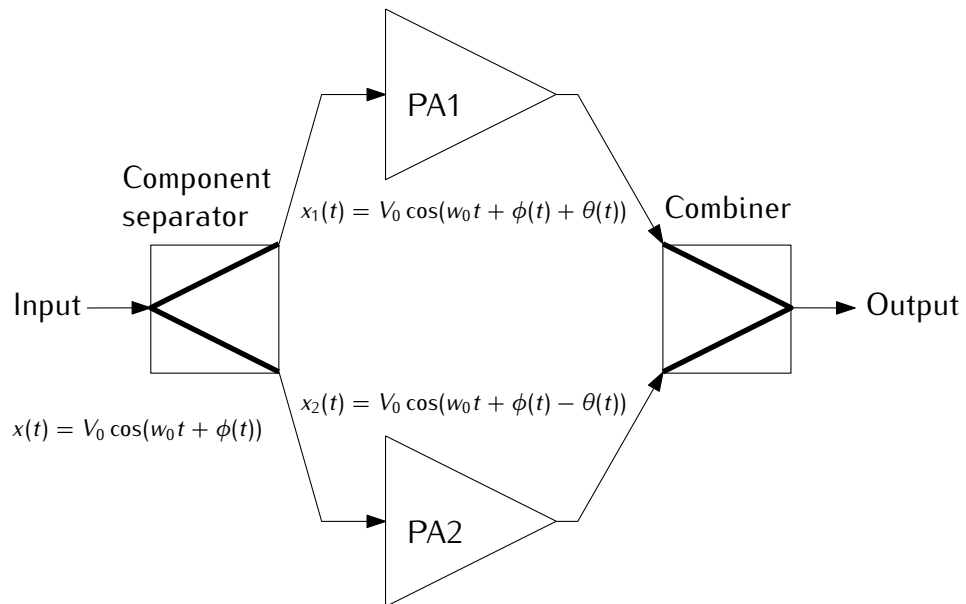 PA1
Component
separator
x₁(t) = V₀ cos(w₀t + ϕ(t) + θ(t))
Combiner
Input
Output
x₂(t) = V₀ cos(w₀t + ϕ(t) − θ(t))
x(t) = V₀ cos(w₀t + ϕ(t))
PA2